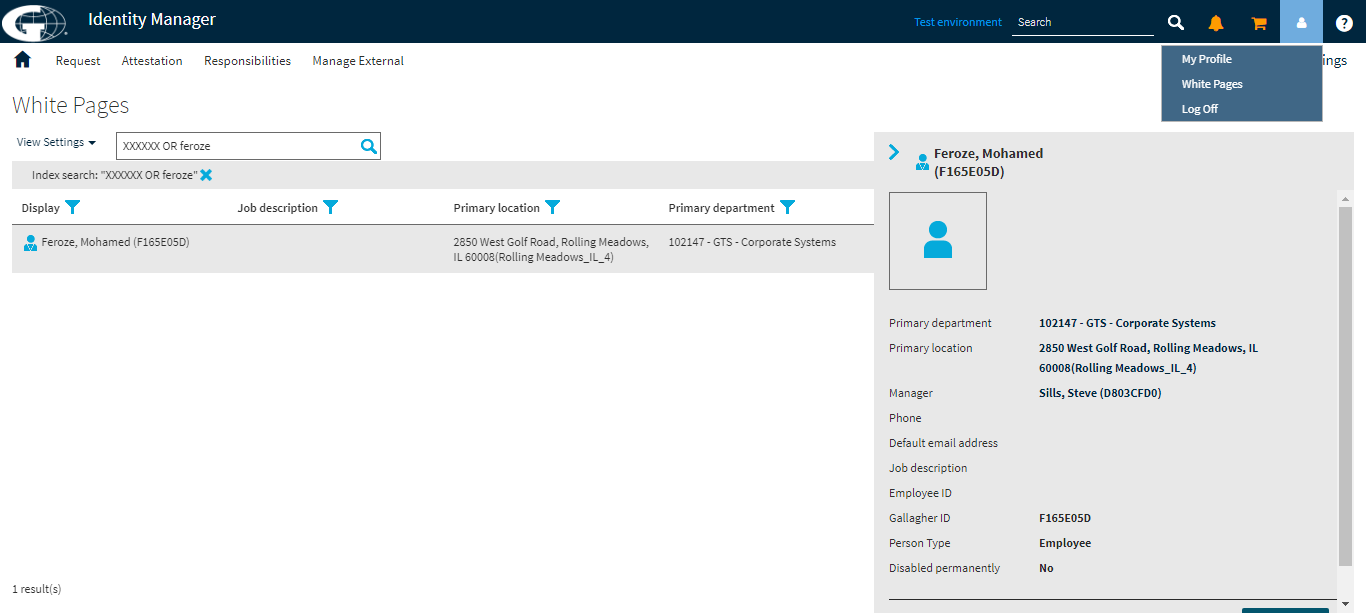 Identity Manager
Test environment
Search
Request Attestation Responsibilities Manage External
ings
My Profile
White Pages
Log Off
White Pages
View Settings
XXXXXX OR feroze
Index search: "XXXXXX OR feroze"
Display Job description Primary location Primary department
Feroze, Mohamed (F165E05D)
2850 West Golf Road, Rolling Meadows,
IL 60008(Rolling Meadows_IL_4)
102147 - GTS - Corporate Systems
1 result(s)
Feroze, Mohamed
(F165E05D)
Primary department 102147 - GTS - Corporate Systems
Primary location 2850 West Golf Road, Rolling Meadows, IL
60008(Rolling Meadows_IL_4)
Manager Sills, Steve (D803CFD0)
Phone
Default email address
Job description
Employee ID
Gallagher ID F165E05D
Person Type Employee
Disabled permanently No